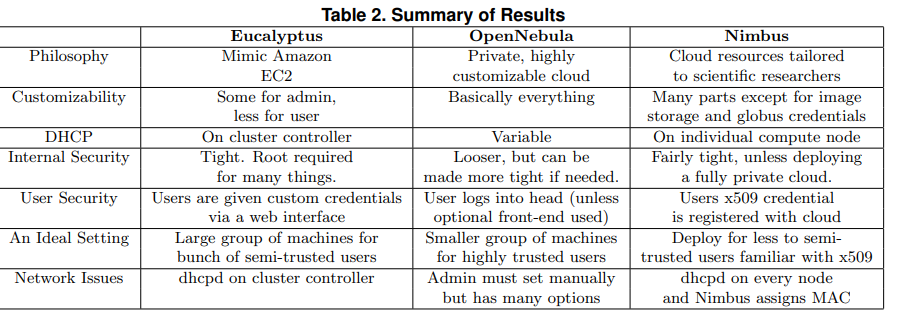 Table 2. Summary of Results
Eucalyptus OpenNebula Nimbus
Philosophy Mimic Amazon Private, highly Cloud resources tailored
EC2 customizable cloud to scientific researchers
Customizability Some for admin, Basically everything Many parts except for image
less for user storage and globus credentials
DHCP On cluster controller Variable On individual compute node
Internal Security Tight. Root required Looser, but can be Fairly tight, unless deploying
for many things. made more tight if needed. a fully private cloud.
User Security Users are given custom credentials User logs into head (unless Users x509 credential
via a web interface optional front-end used) is registered with cloud
An Ideal Setting Large group of machines for Smaller group of machines Deploy for less to semi-
bunch of semi-trusted users for highly trusted users trusted users familiar with x509
Network Issues dhcpd on cluster controller Admin must set manually dhcpd on every node
but has many options and Nimbus assigns MAC